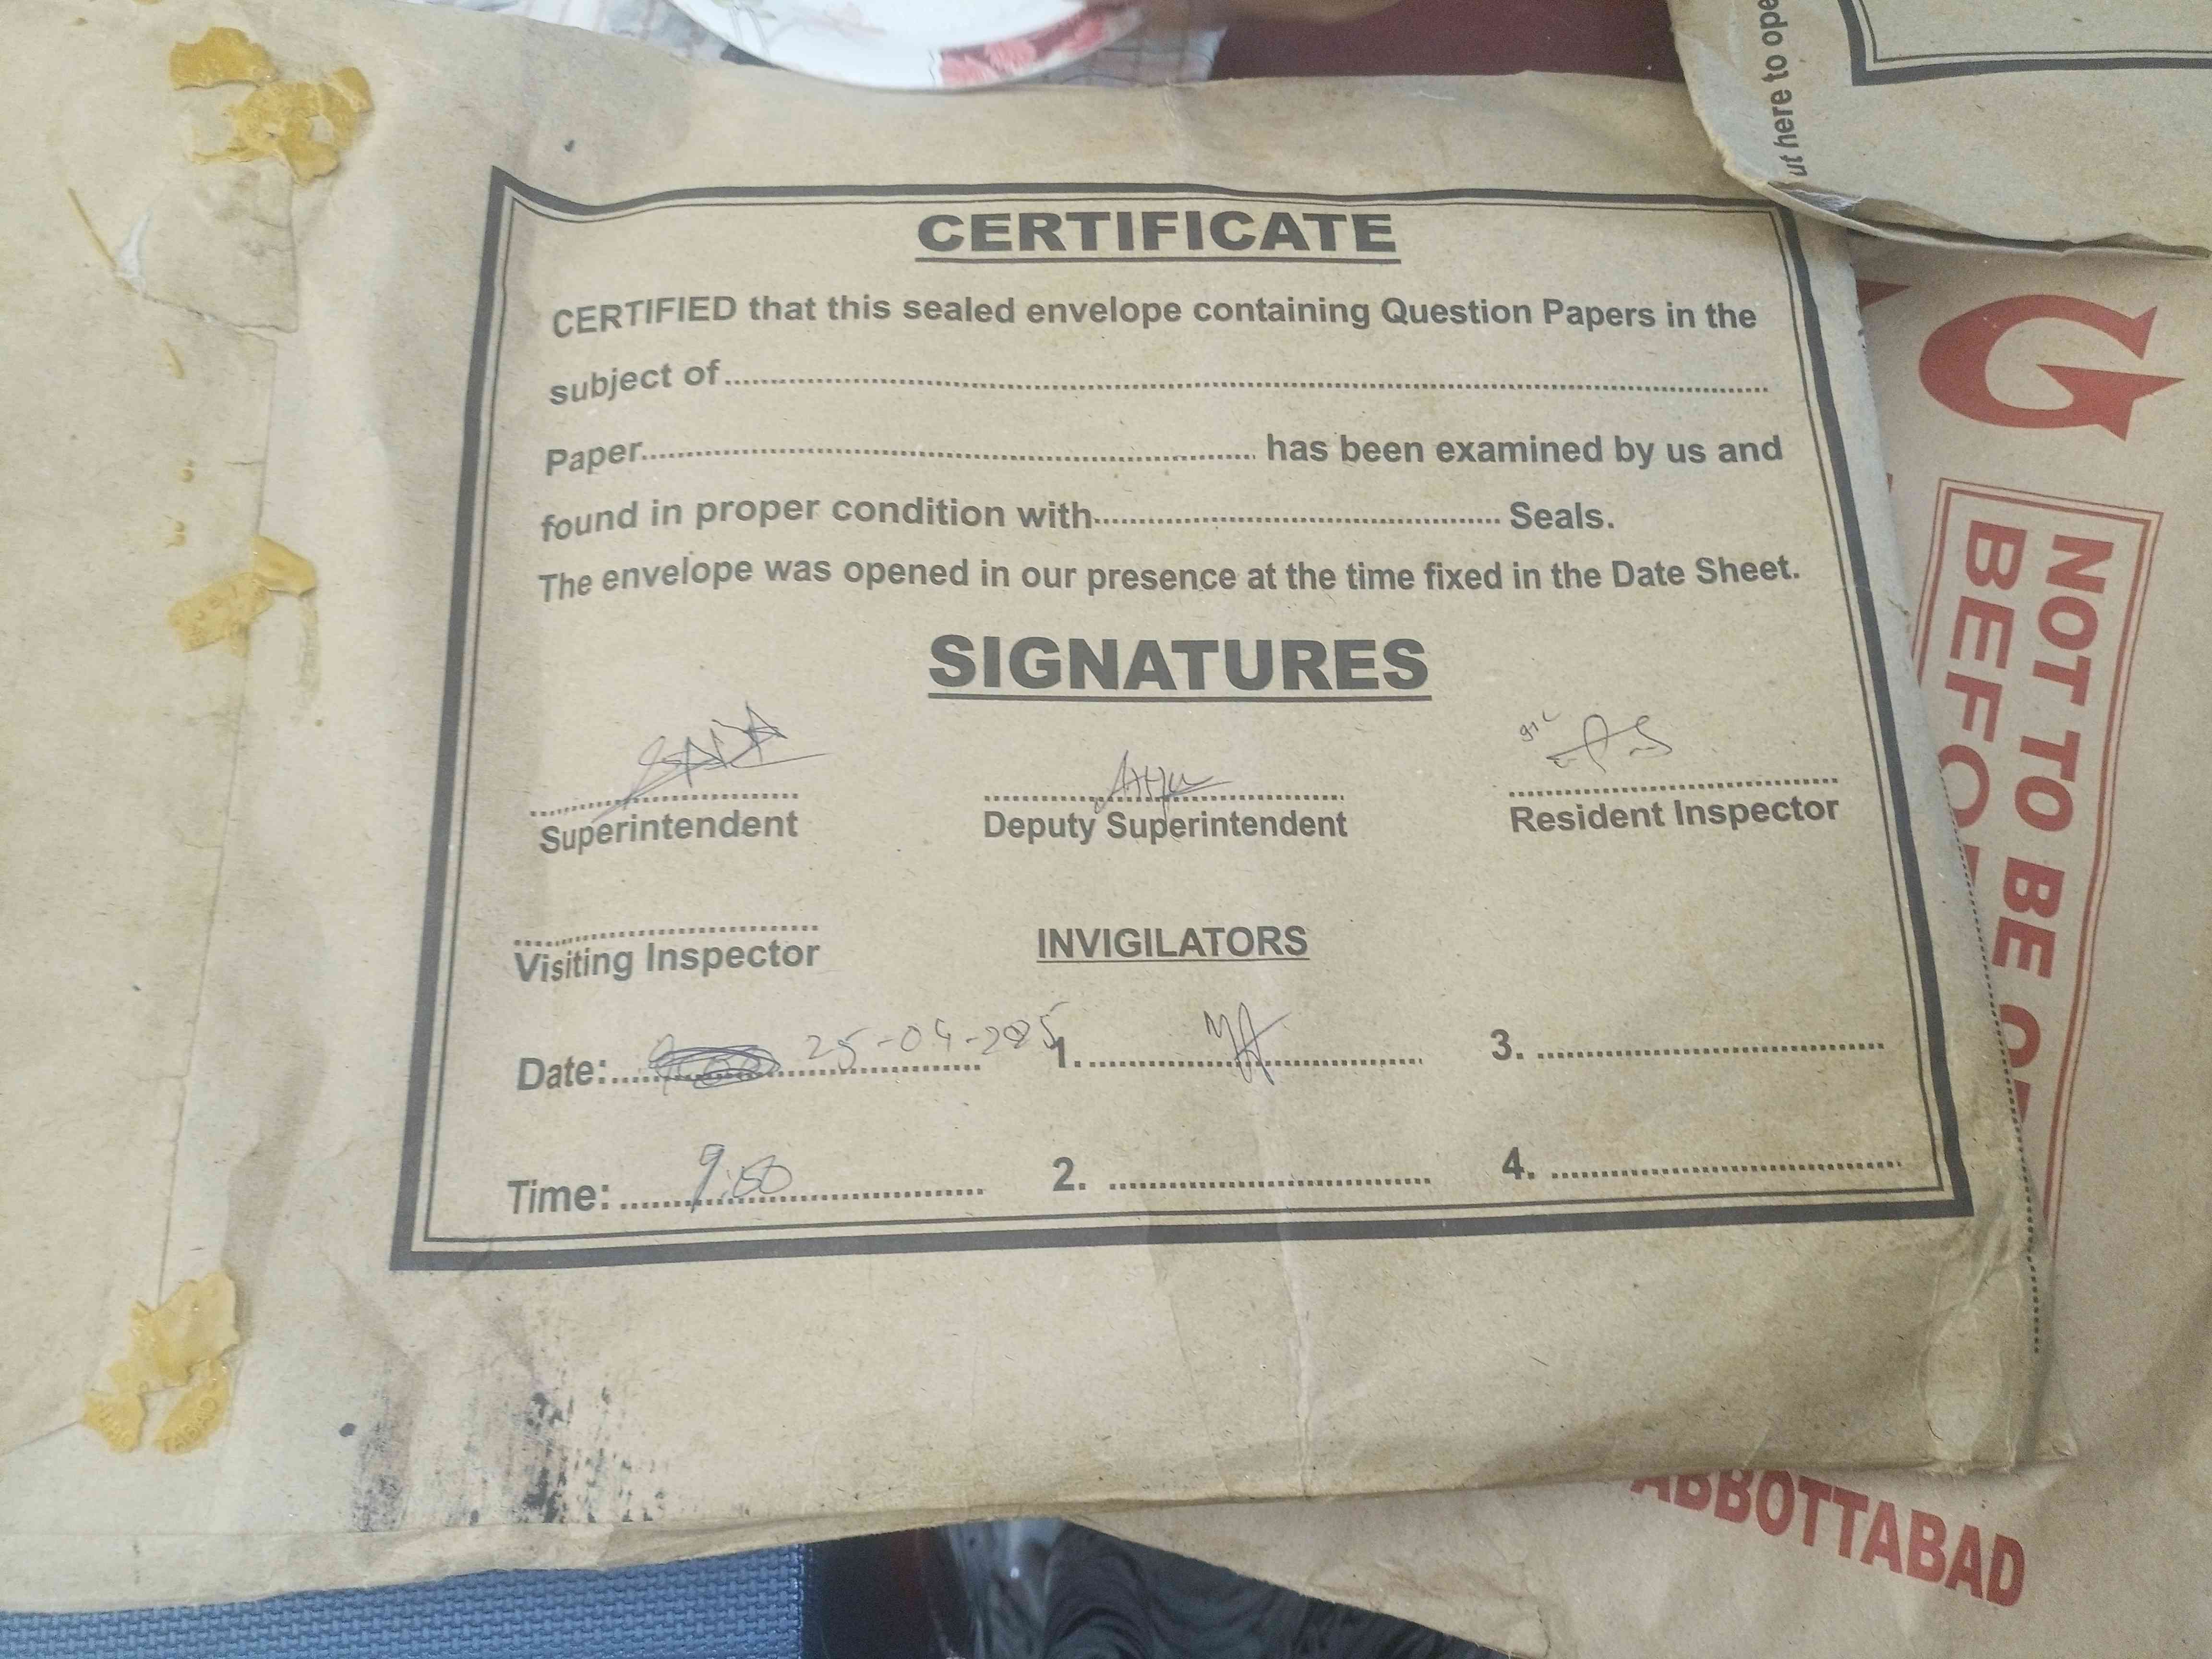 CERTIFICATE
CERTIFIED that this sealed envelope containing Question Papers in the
subject of
Paper has been examined by us and
found in proper condition with Seals.
The envelope was opened in our presence at the time fixed in the Date Sheet.
SIGNATURES
Superintendent
Deputy Superintendent
Resident Inspector
Visiting Inspector
INVIGILATORS
Date: 25-04-2025
1.
3.
Time: 9:00
2.
4.
ut here to ope
G
NOT TO BE
BEFO
ABBOTTABAD